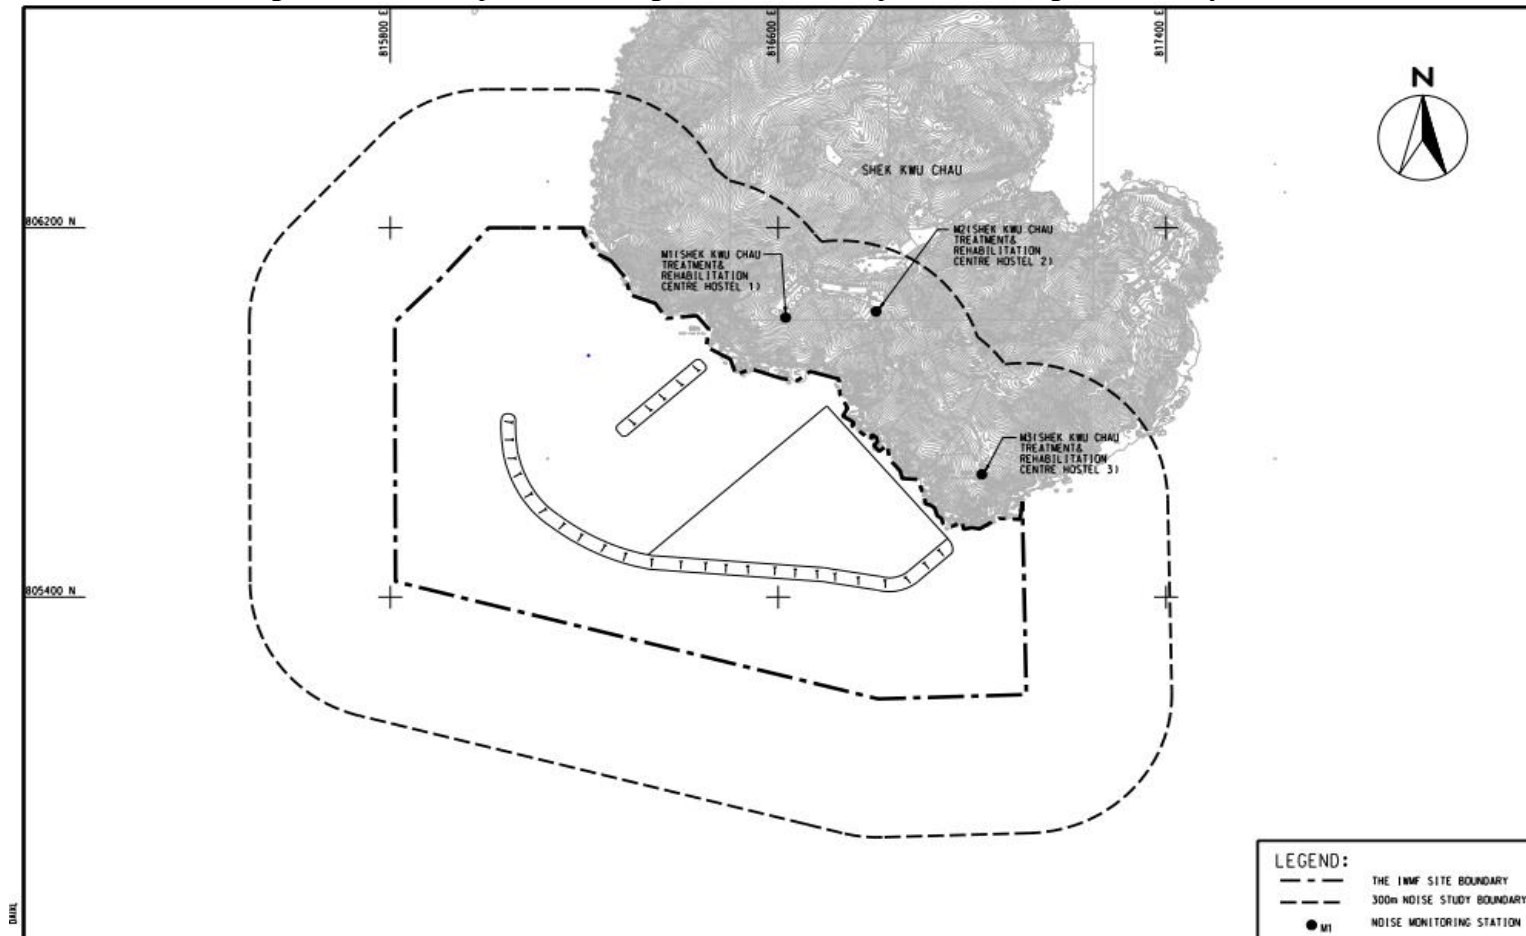 815800 E
816600 E
817400 E
N
SHEK KWU CHAU
806200 N
M1(SHEK KWU CHAU
TREATMENT&
REHABILITATION
CENTRE HOSTEL 1)
M2(SHEK KWU CHAU
TREATMENT&
REHABILITATION
CENTRE HOSTEL 2)
M3(SHEK KWU CHAU
TREATMENT&
REHABILITATION
CENTRE HOSTEL 3)
805400 N
LEGEND:
THE IWMF SITE BOUNDARY
300m NOISE STUDY BOUNDARY
M1 NOISE MONITORING STATION